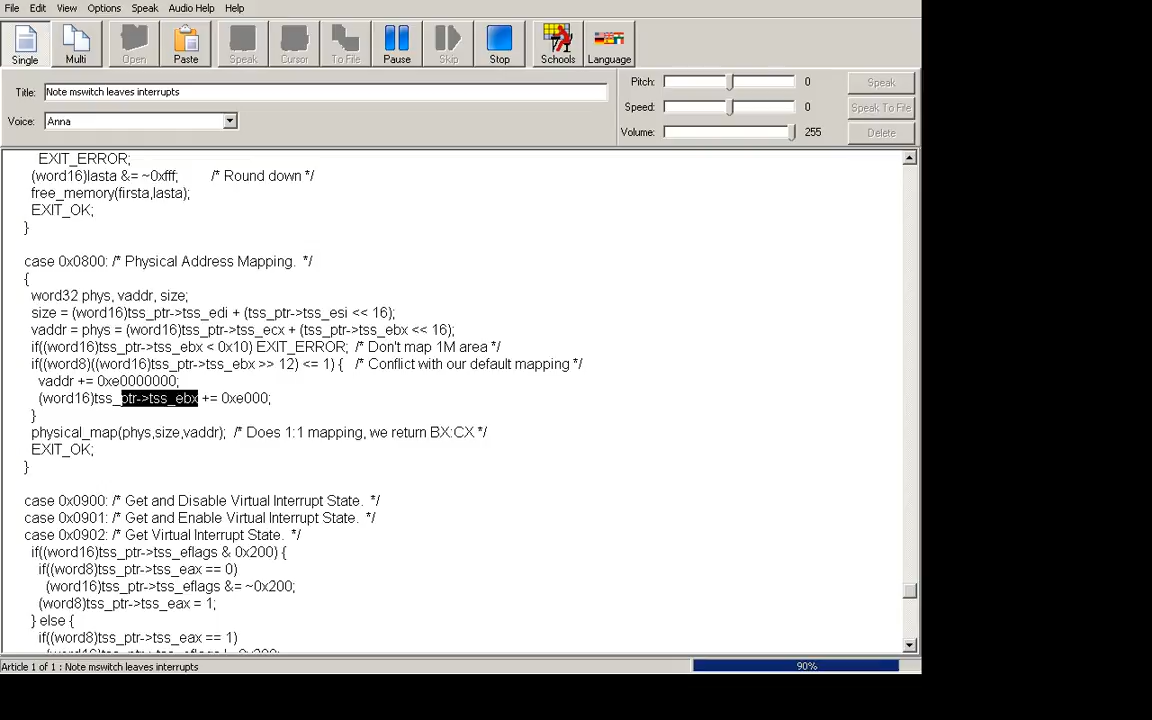 File Edit View Options Speak Audio Help Help
Single Multi Open Paste Speak Cursor To File Pause Skip Stop Schools Language
Title: Note mswitch leaves interrupts
Voice: Anna
Pitch: 0 Speak
Speed: 0 Speak To File
Volume: 255 Delete
EXIT_ERROR;
(word16)lasta &= ~0xfff; /* Round down */
free_memory(firsta,lasta);
EXIT_OK;
}
case 0x0800: /* Physical Address Mapping. */
{
word32 phys, vaddr, size;
size = (word16)tss_ptr->tss_edi + (tss_ptr->tss_esi << 16);
vaddr = phys = (word16)tss_ptr->tss_ecx + (tss_ptr->tss_ebx << 16);
if((word16)tss_ptr->tss_ebx < 0x10) EXIT_ERROR; /* Don't map 1M area */
if((word8)((word16)tss_ptr->tss_ebx >> 12) <= 1) { /* Conflict with our default mapping */
vaddr += 0xe0000000;
(word16)tss_ptr->tss_ebx += 0xe000;
}
physical_map(phys,size,vaddr); /* Does 1:1 mapping, we return BX:CX */
EXIT_OK;
}
case 0x0900: /* Get and Disable Virtual Interrupt State. */
case 0x0901: /* Get and Enable Virtual Interrupt State. */
case 0x0902: /* Get Virtual Interrupt State. */
if((word16)tss_ptr->tss_eflags & 0x200) {
if((word8)tss_ptr->tss_eax == 0)
(word16)tss_ptr->tss_eflags &= ~0x200;
(word8)tss_ptr->tss_eax = 1;
} else {
if((word8)tss_ptr->tss_eax == 1)
Article 1 of 1 : Note mswitch leaves interrupts 90%